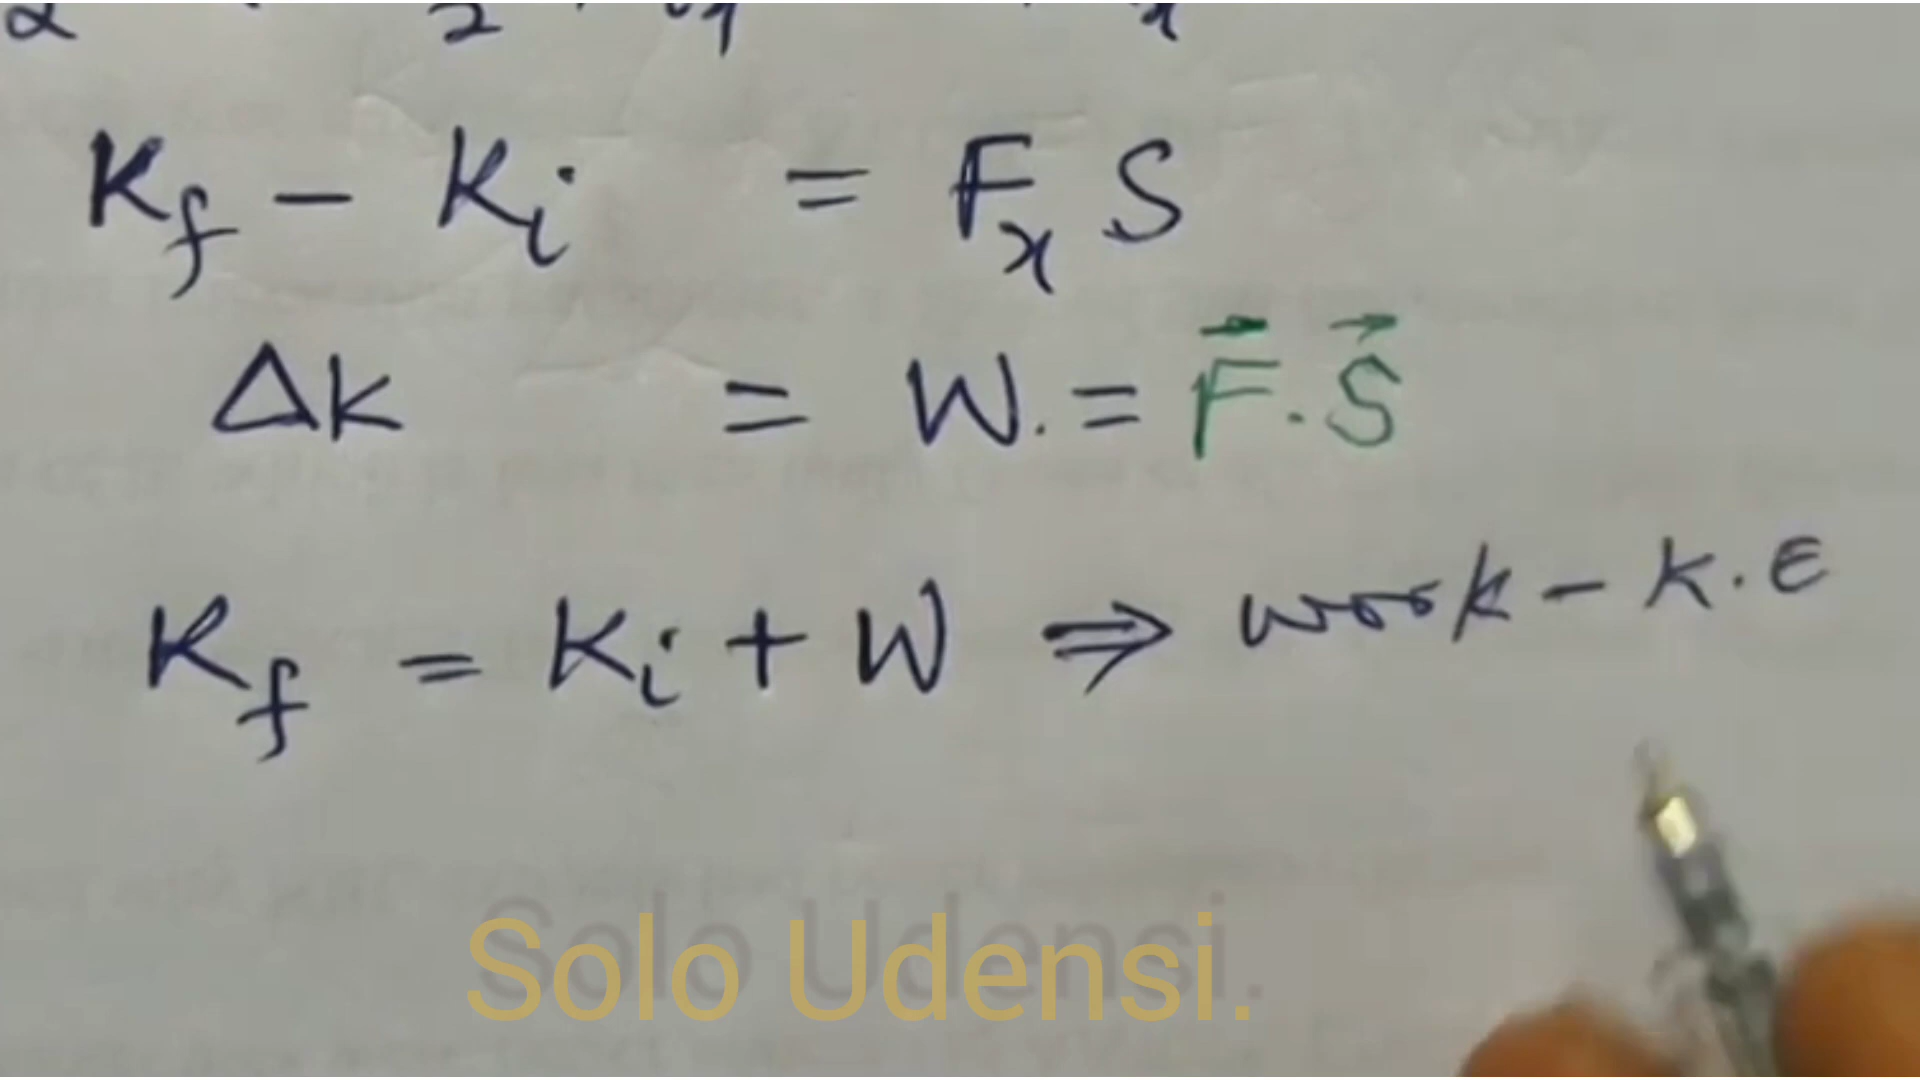 K_f - K_i = F_x S
ΔK = W. = F⃗ . S⃗
K_f = K_i + W ⇒ work - K.E
Solo Udensi.